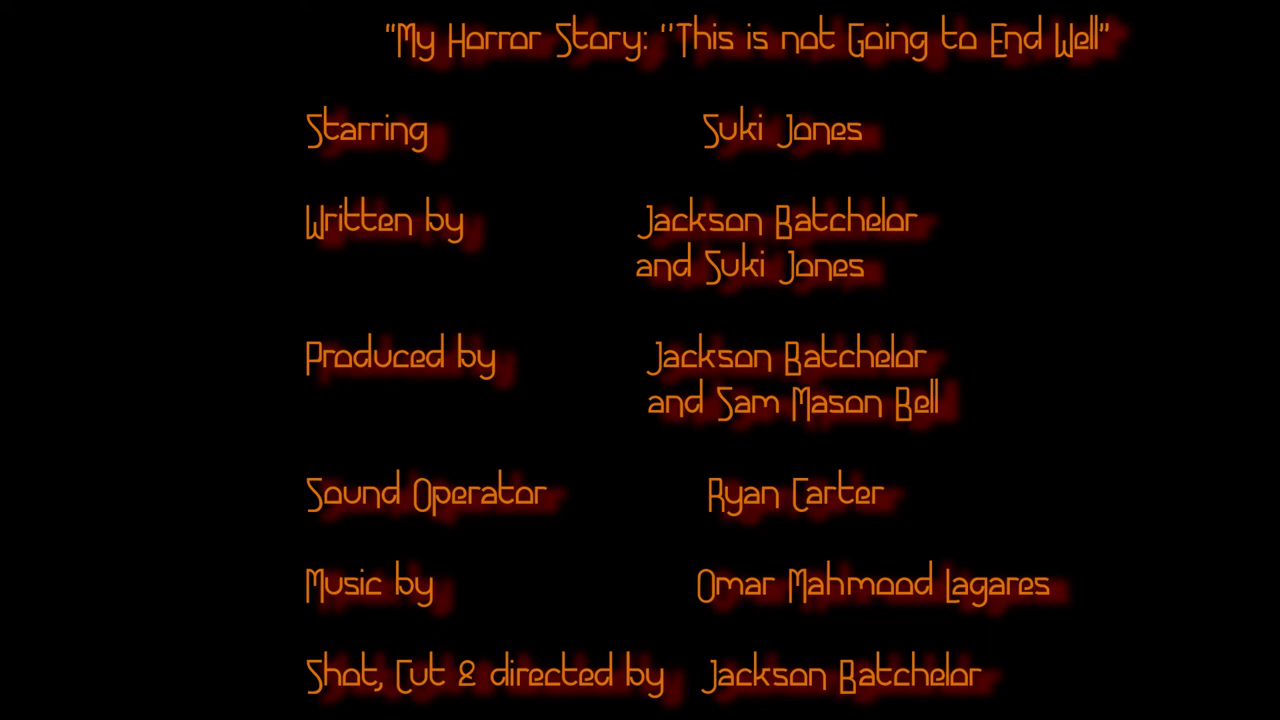 "My Horror Story: ''This is not Going to End Well"
Starring Suki Jones
Written by Jackson Batchelor
and Suki Jones
Produced by Jackson Batchelor
and Sam Mason Bell
Sound Operator Ryan Carter
Music by Omar Mahmood Lagares
Shot, Cut & directed by Jackson Batchelor